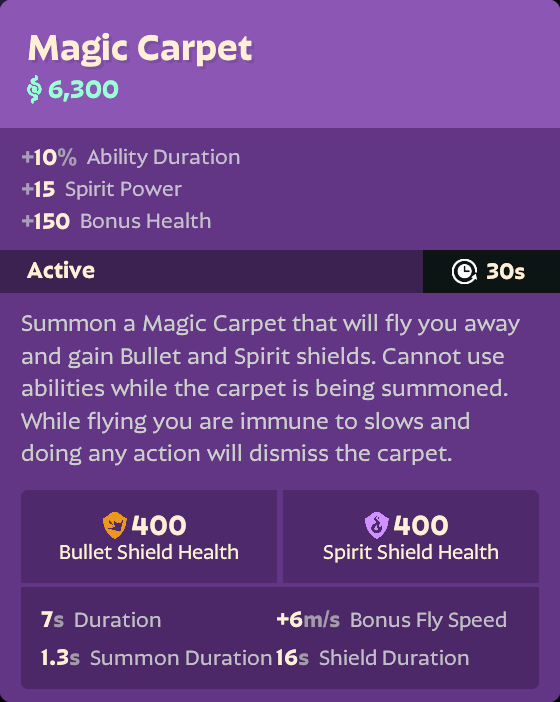 Magic Carpet
6,300
+10% Ability Duration
+15 Spirit Power
+150 Bonus Health
Active 30s
Summon a Magic Carpet that will fly you away
and gain Bullet and Spirit shields. Cannot use
abilities while the carpet is being summoned.
While flying you are immune to slows and
doing any action will dismiss the carpet.
400 400
Bullet Shield Health Spirit Shield Health
7s Duration +6m/s Bonus Fly Speed
1.3s Summon Duration 16s Shield Duration